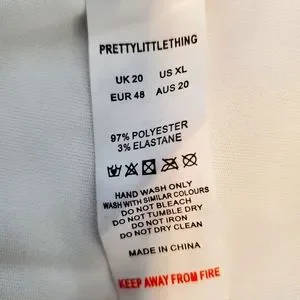 PRETTYLITTLETHING
UK 20 US XL
EUR 48 AUS 20
97% POLYESTER
3% ELASTANE
HAND WASH ONLY
WASH WITH SIMILAR COLOURS
DO NOT BLEACH
DO NOT TUMBLE DRY
DO NOT IRON
DO NOT DRY CLEAN
MADE IN CHINA
KEEP AWAY FROM FIRE